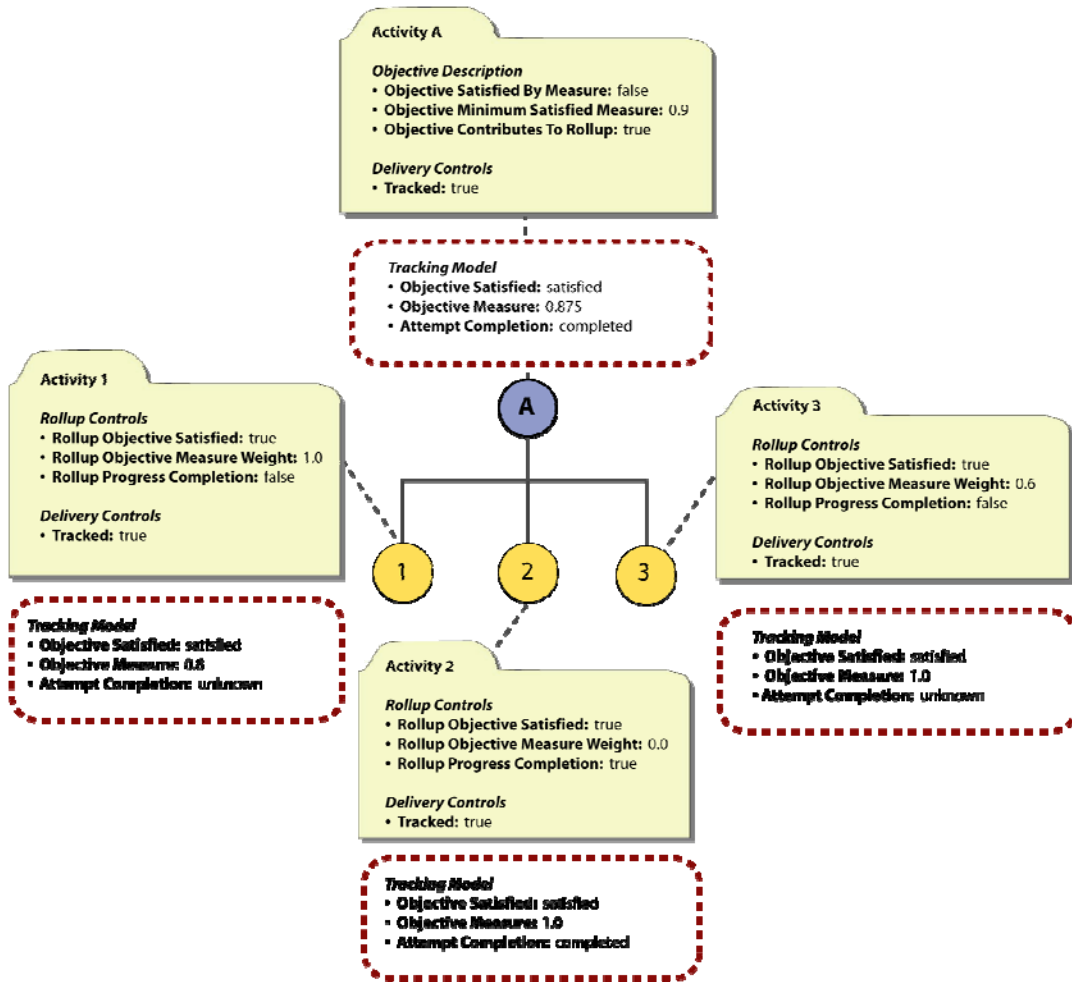 Activity A
Objective Description
• Objective Satisfied By Measure: false
• Objective Minimum Satisfied Measure: 0.9
• Objective Contributes To Rollup: true
Delivery Controls
• Tracked: true
Tracking Model
• Objective Satisfied: satisfied
• Objective Measure: 0.875
• Attempt Completion: completed
A
1
2
3
Activity 1
Rollup Controls
• Rollup Objective Satisfied: true
• Rollup Objective Measure Weight: 1.0
• Rollup Progress Completion: false
Delivery Controls
• Tracked: true
Tracking Model
• Objective Satisfied: satisfied
• Objective Measure: 0.8
• Attempt Completion: unknown
Activity 2
Rollup Controls
• Rollup Objective Satisfied: true
• Rollup Objective Measure Weight: 0.0
• Rollup Progress Completion: true
Delivery Controls
• Tracked: true
Tracking Model
• Objective Satisfied: satisfied
• Objective Measure: 1.0
• Attempt Completion: completed
Activity 3
Rollup Controls
• Rollup Objective Satisfied: true
• Rollup Objective Measure Weight: 0.6
• Rollup Progress Completion: false
Delivery Controls
• Tracked: true
Tracking Model
• Objective Satisfied: satisfied
• Objective Measure: 1.0
• Attempt Completion: unknown